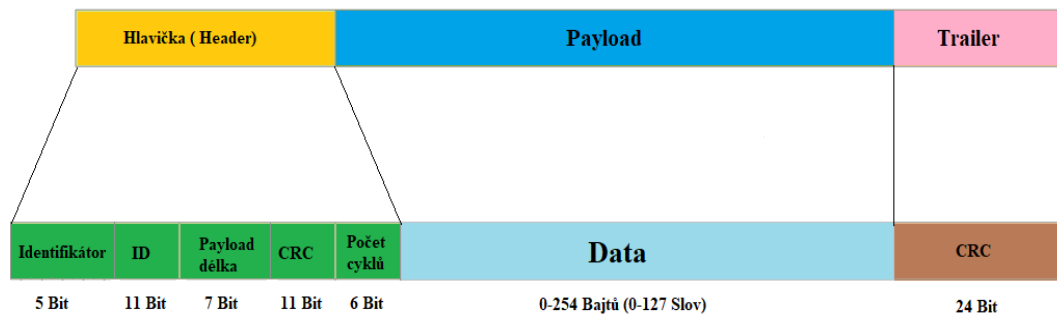 Hlavička ( Header)
Payload
Trailer
Identifikátor
ID
Payload
délka
CRC
Počet
cyklů
Data
CRC
5 Bit
11 Bit
7 Bit
11 Bit
6 Bit
0-254 Bajtů (0-127 Slov)
24 Bit